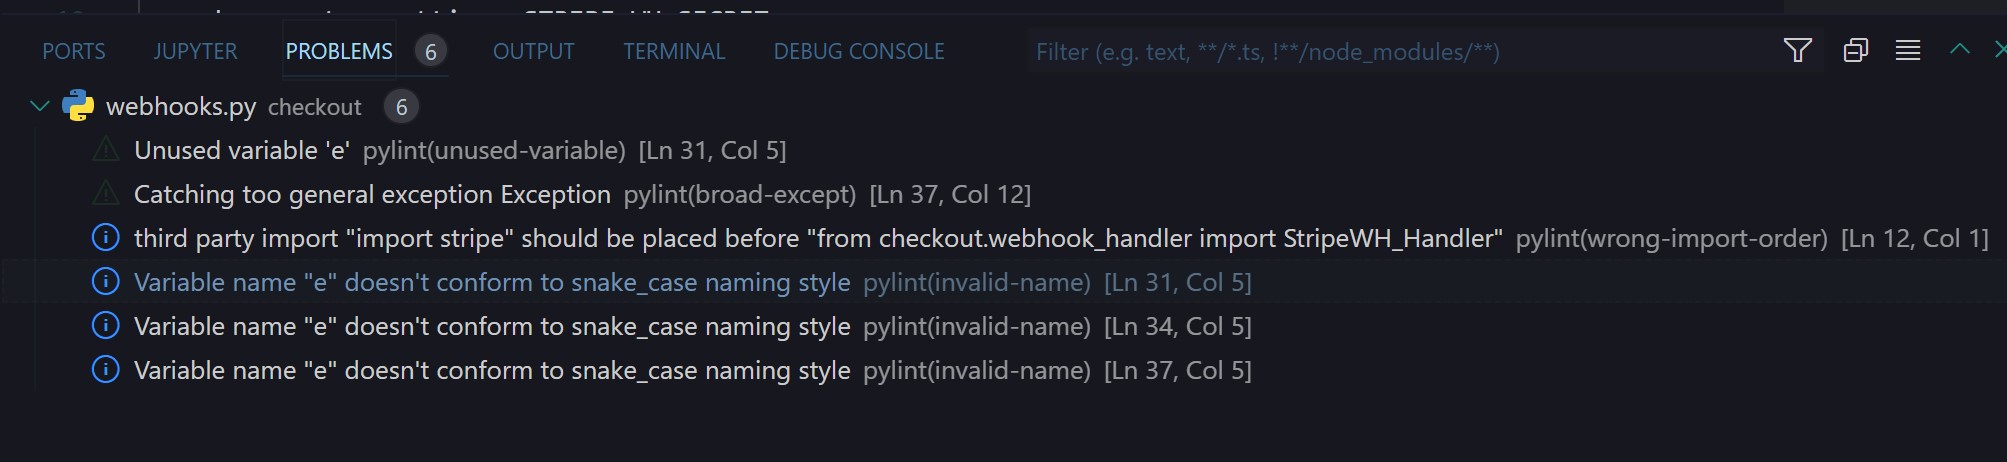 PORTS JUPYTER PROBLEMS 6 OUTPUT TERMINAL DEBUG CONSOLE Filter (e.g. text, **/*.ts, !**/node_modules/**)
webhooks.py checkout 6
Unused variable 'e' pylint(unused-variable) [Ln 31, Col 5]
Catching too general exception Exception pylint(broad-except) [Ln 37, Col 12]
third party import "import stripe" should be placed before "from checkout.webhook_handler import StripeWH_Handler" pylint(wrong-import-order) [Ln 12, Col 1]
Variable name "e" doesn't conform to snake_case naming style pylint(invalid-name) [Ln 31, Col 5]
Variable name "e" doesn't conform to snake_case naming style pylint(invalid-name) [Ln 34, Col 5]
Variable name "e" doesn't conform to snake_case naming style pylint(invalid-name) [Ln 37, Col 5]